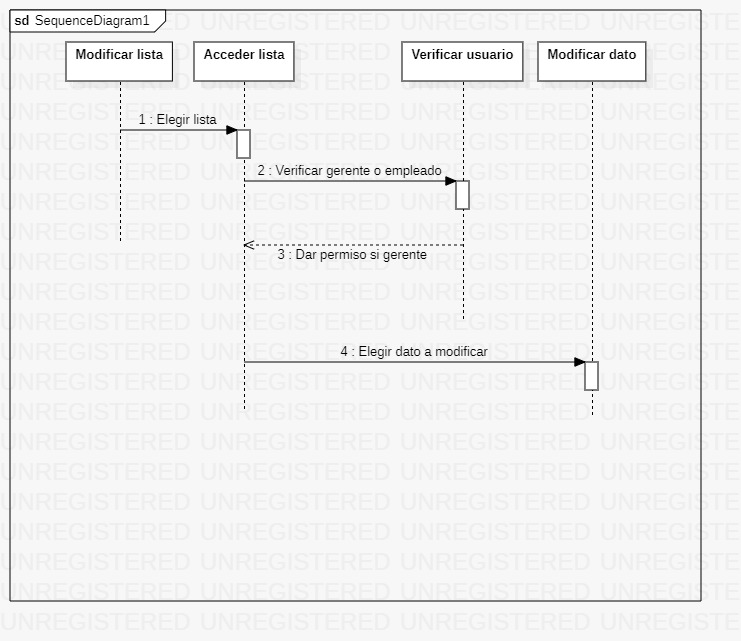 sd SequenceDiagram1
Modificar lista
Acceder lista
Verificar usuario
Modificar dato
1 : Elegir lista
2 : Verificar gerente o empleado
3 : Dar permiso si gerente
4 : Elegir dato a modificar
UNREGISTERED UNREGISTERED UNREGISTERED UNREGISTERED